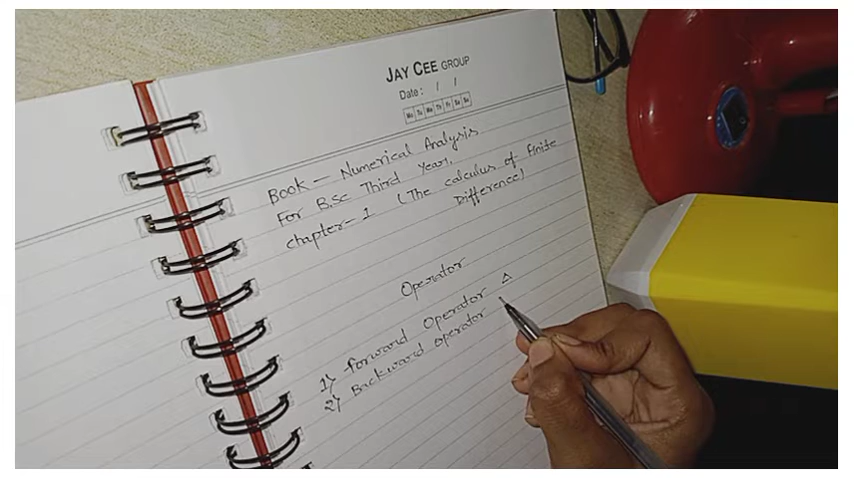 JAY CEE GROUP
Date : / /
Mo Tu We Th Fr Sa Su
Book - Numerical Analysis
For B.Sc Third Year.
Chapter - 1 (The calculus of finite
Difference)
Operator
1) Forward Operator Δ
2) Backward operator